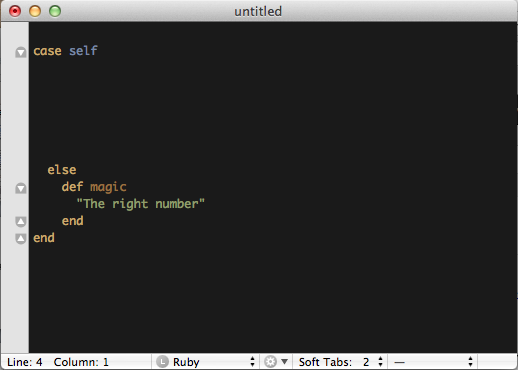 untitled
case self
else
def magic
"The right number"
end
end
Line: 4 Column: 1 L Ruby Soft Tabs: 2 —